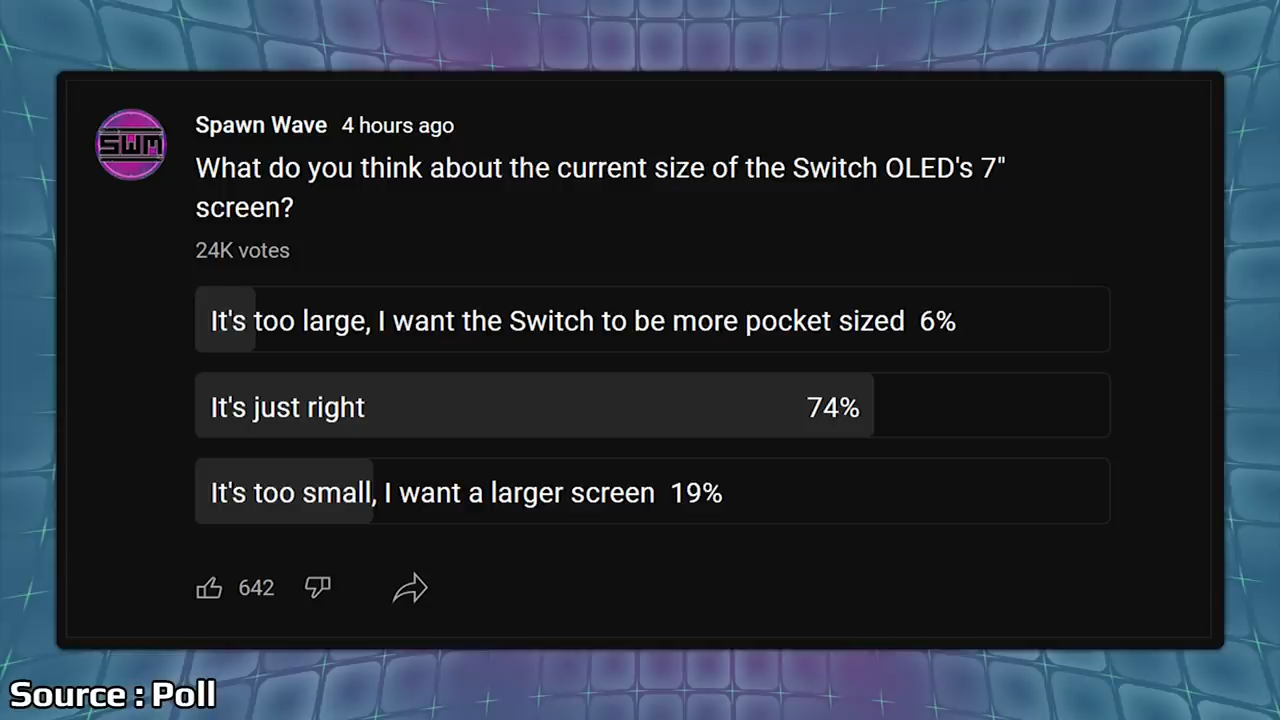 SWM
Spawn Wave 4 hours ago
What do you think about the current size of the Switch OLED's 7"
screen?
24K votes
It's too large, I want the Switch to be more pocket sized 6%
It's just right 74%
It's too small, I want a larger screen 19%
642
Source : Poll